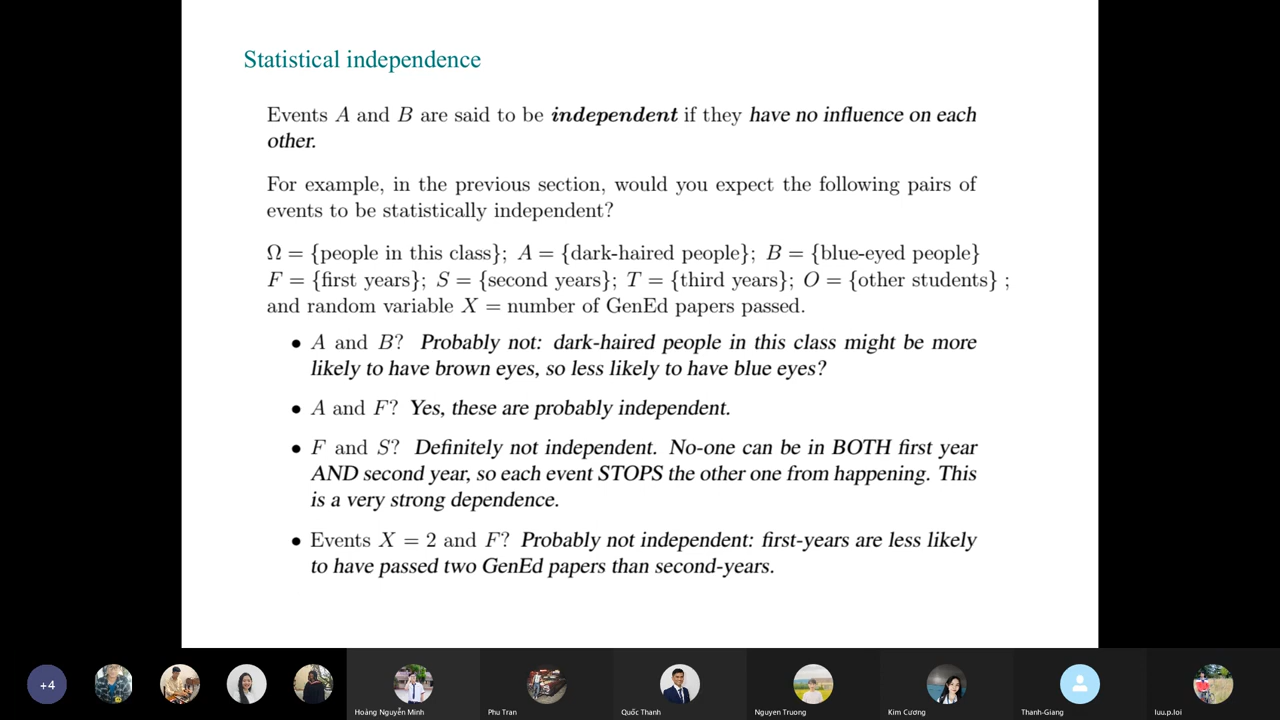 Statistical independence
Events A and B are said to be independent if they have no influence on each
other.
For example, in the previous section, would you expect the following pairs of
events to be statistically independent?
Ω = {people in this class}; A = {dark-haired people}; B = {blue-eyed people}
F = {first years}; S = {second years}; T = {third years}; O = {other students} ;
and random variable X = number of GenEd papers passed.
• A and B? Probably not: dark-haired people in this class might be more
likely to have brown eyes, so less likely to have blue eyes?
• A and F? Yes, these are probably independent.
• F and S? Definitely not independent. No-one can be in BOTH first year
AND second year, so each event STOPS the other one from happening. This
is a very strong dependence.
• Events X = 2 and F? Probably not independent: first-years are less likely
to have passed two GenEd papers than second-years.
+4
Hoàng Nguyễn Minh
Phu Tran
Quốc Thanh
Nguyen Truong
Kim Cương
Thanh-Giang
luu.p.loi